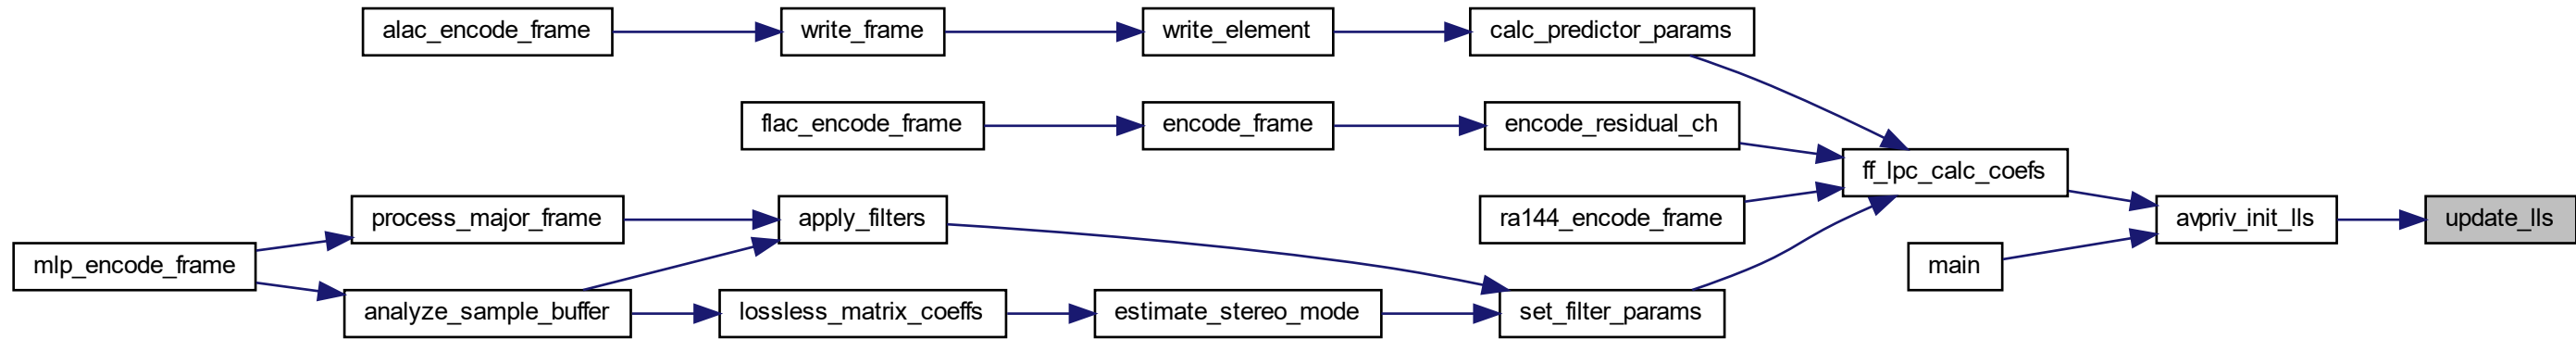 alac_encode_frame
write_frame
write_element
calc_predictor_params
flac_encode_frame
encode_frame
encode_residual_ch
ff_lpc_calc_coefs
process_major_frame
apply_filters
ra144_encode_frame
avpriv_init_lls
update_lls
mlp_encode_frame
main
analyze_sample_buffer
lossless_matrix_coeffs
estimate_stereo_mode
set_filter_params